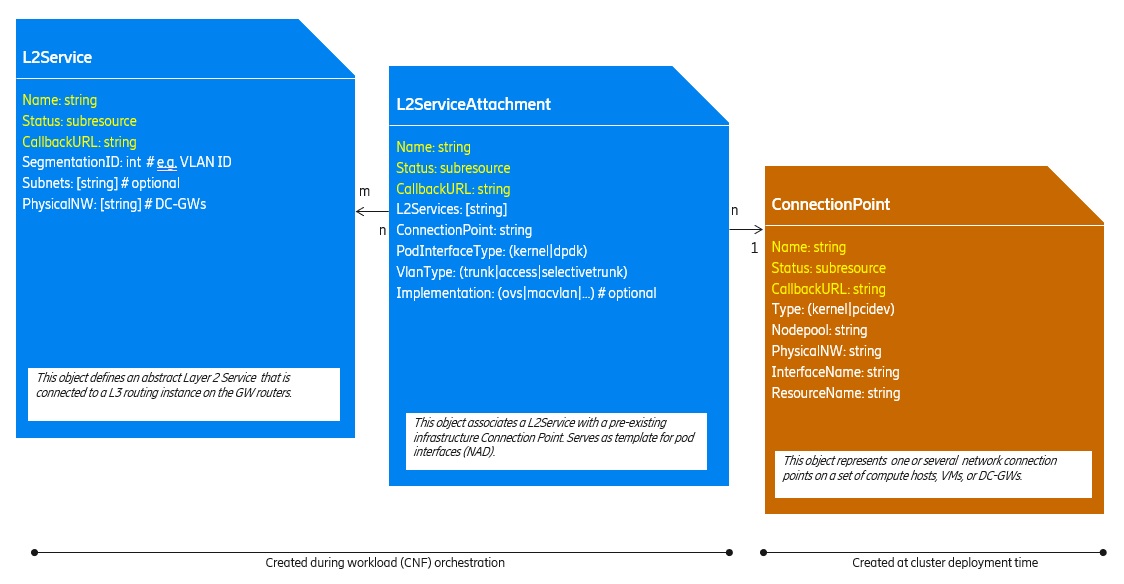 L2Service
Name: string
Status: subresource
CallbackURL: string
SegmentationID: int # e.g. VLAN ID
Subnets: [string] # optional
PhysicalNW: [string] # DC-GWs
This object defines an abstract Layer 2 Service that is
connected to a L3 routing instance on the GW routers.
m
n
L2ServiceAttachment
Name: string
Status: subresource
CallbackURL: string
L2Services: [string]
ConnectionPoint: string
PodInterfaceType: (kernel|dpdk)
VlanType: (trunk|access|selectivetrunk)
Implementation: (ovs|macvlan|...) # optional
This object associates a L2Service with a pre-existing
infrastructure Connection Point. Serves as template for pod
interfaces (NAD).
n
1
ConnectionPoint
Name: string
Status: subresource
CallbackURL: string
Type: (kernel|pcidev)
Nodepool: string
PhysicalNW: string
InterfaceName: string
ResourceName: string
This object represents one or several network connection
points on a set of compute hosts, VMs, or DC-GWs.
Created during workload (CNF) orchestration
Created at cluster deployment time